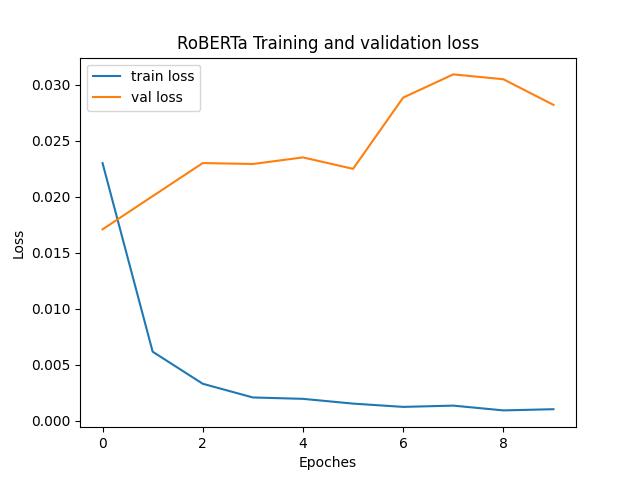 RoBERTa Training and validation loss
train loss
val loss
0.030
0.025
0.020
0.015
0.010
0.005
0.000
Loss
0 2 4 6 8
Epoches